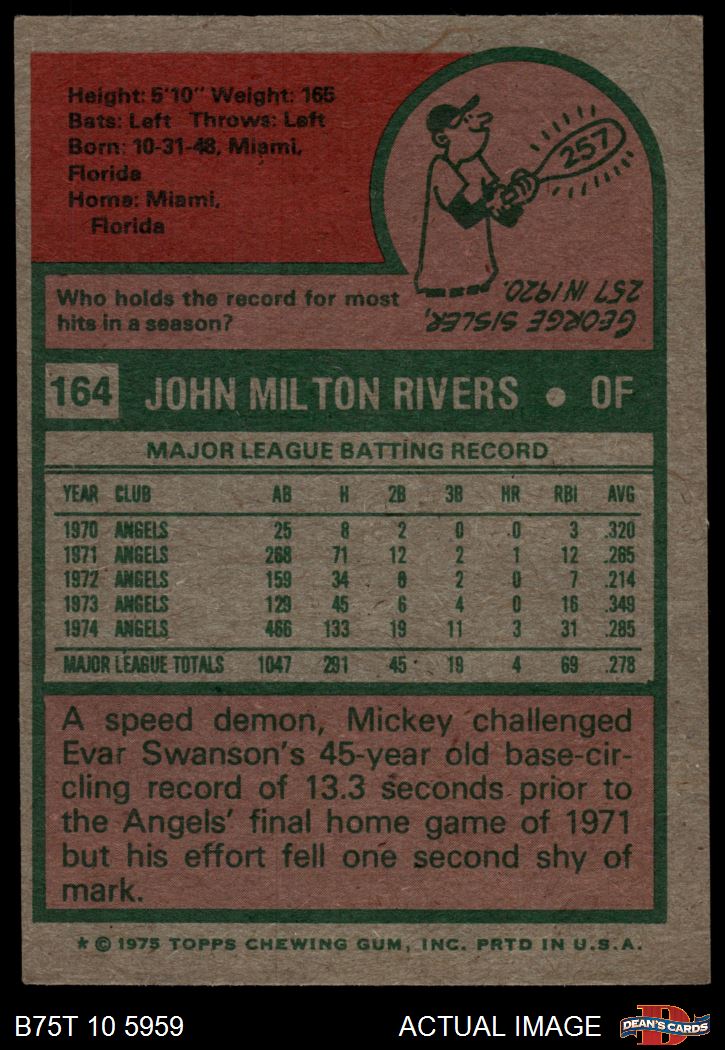 Height: 5'10" Weight: 165
Bats: Left Throws: Left
Born: 10-31-48, Miami,
Florida
Home: Miami,
Florida
257
Who holds the record for most
hits in a season?
GEORGE SISLER,
257 IN 1920.
164 JOHN MILTON RIVERS • OF
MAJOR LEAGUE BATTING RECORD
YEAR CLUB AB H 2B 3B HR RBI AVG
1970 ANGELS 25 8 2 0 0 3 .320
1971 ANGELS 268 71 12 2 1 12 .265
1972 ANGELS 159 34 6 2 0 7 .214
1973 ANGELS 129 45 6 4 0 16 .349
1974 ANGELS 466 133 19 11 3 31 .285
MAJOR LEAGUE TOTALS 1047 291 45 19 4 69 .278
A speed demon, Mickey challenged
Evar Swanson's 45-year old base-cir-
cling record of 13.3 seconds prior to
the Angels' final home game of 1971
but his effort fell one second shy of
mark.
* © 1975 TOPPS CHEWING GUM, INC. PRTD IN U.S.A.
B75T 10 5959 ACTUAL IMAGE
D
DEAN'S CARDS